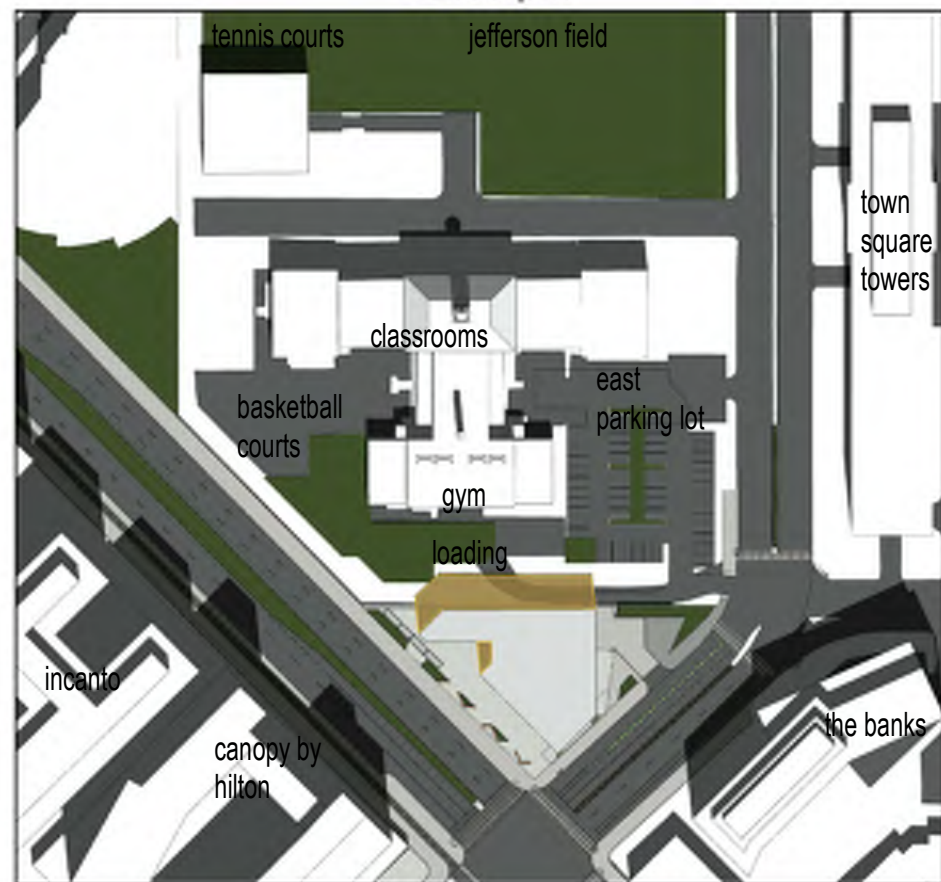 tennis courts
jefferson field
town
square
towers
classrooms
east
parking lot
basketball
courts
gym
loading
incanto
the banks
canopy by
hilton